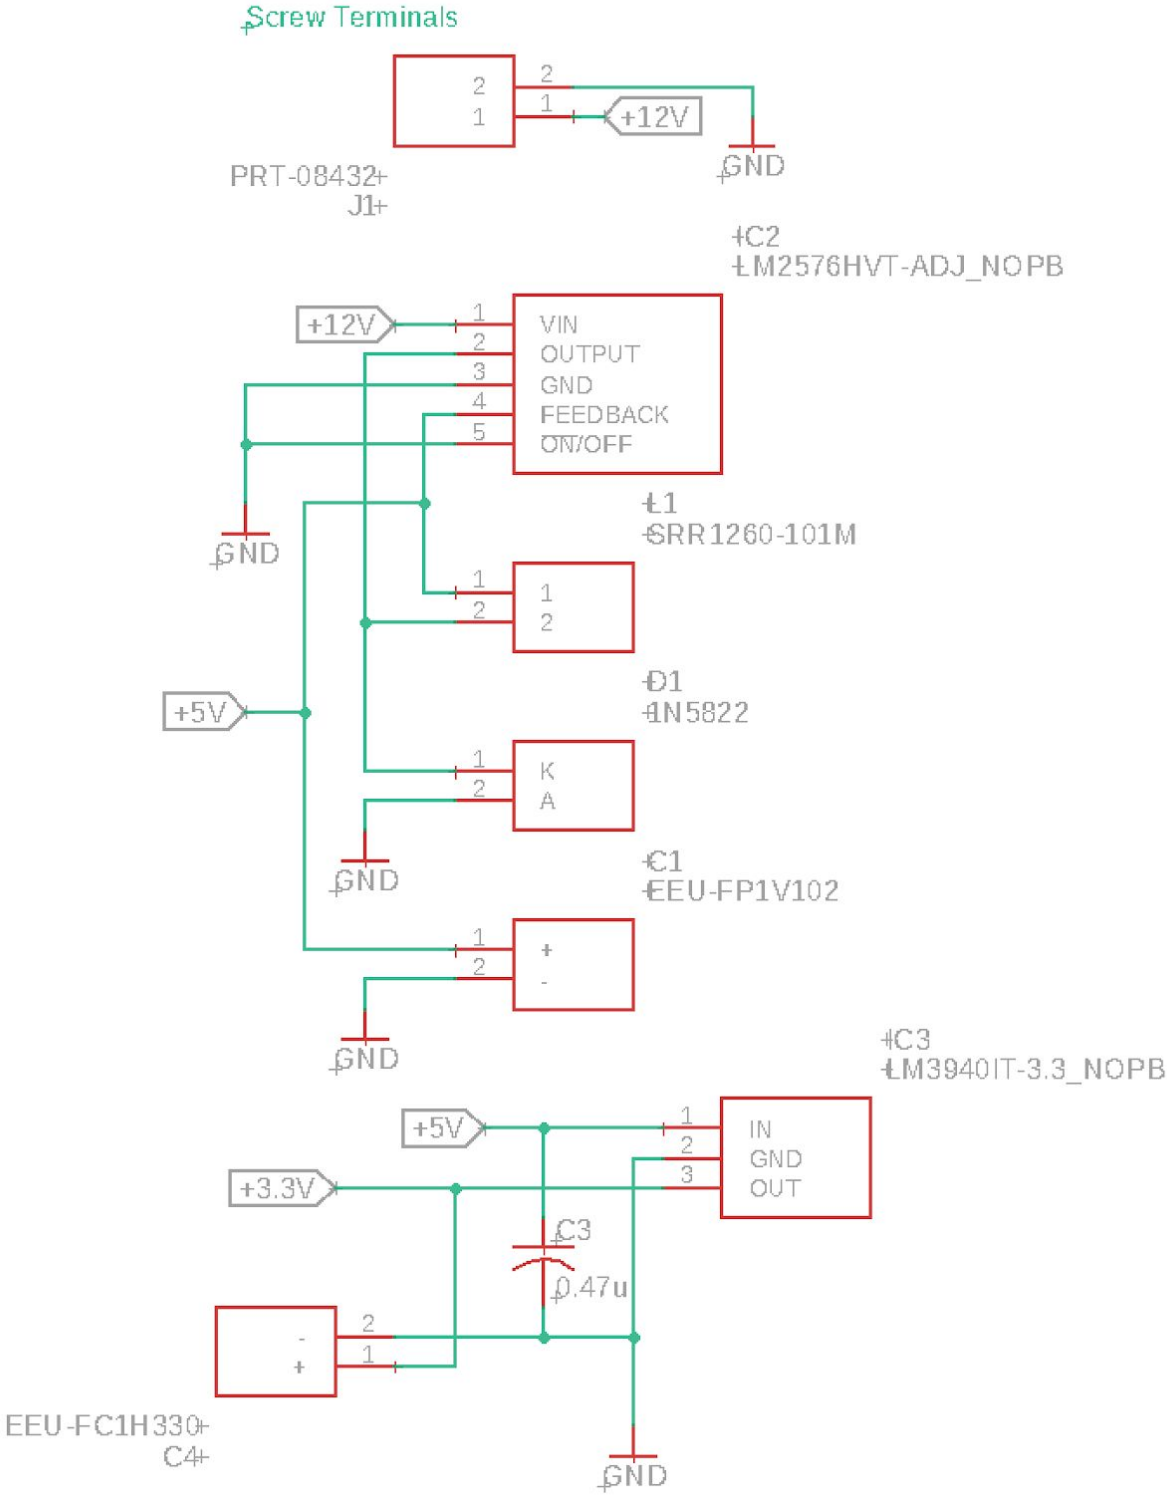 Screw Terminals
2 2
1 1 +12V
GND
PRT-08432
J1
IC2
LM2576HVT-ADJ_NOPB
+12V 1 VIN
2 OUTPUT
3 GND
4 FEEDBACK
5 ON/OFF
GND
L1
SRR1260-101M
1 1
2 2
D1
1N5822
+5V
1 K
2 A
GND
C1
EEU-FP1V102
1 +
2 -
GND
IC3
LM3940IT-3.3_NOPB
+5V 1 IN
2 GND
+3.3V 3 OUT
C3
0.47u
- 2
+ 1
EEU-FC1H330
C4
GND